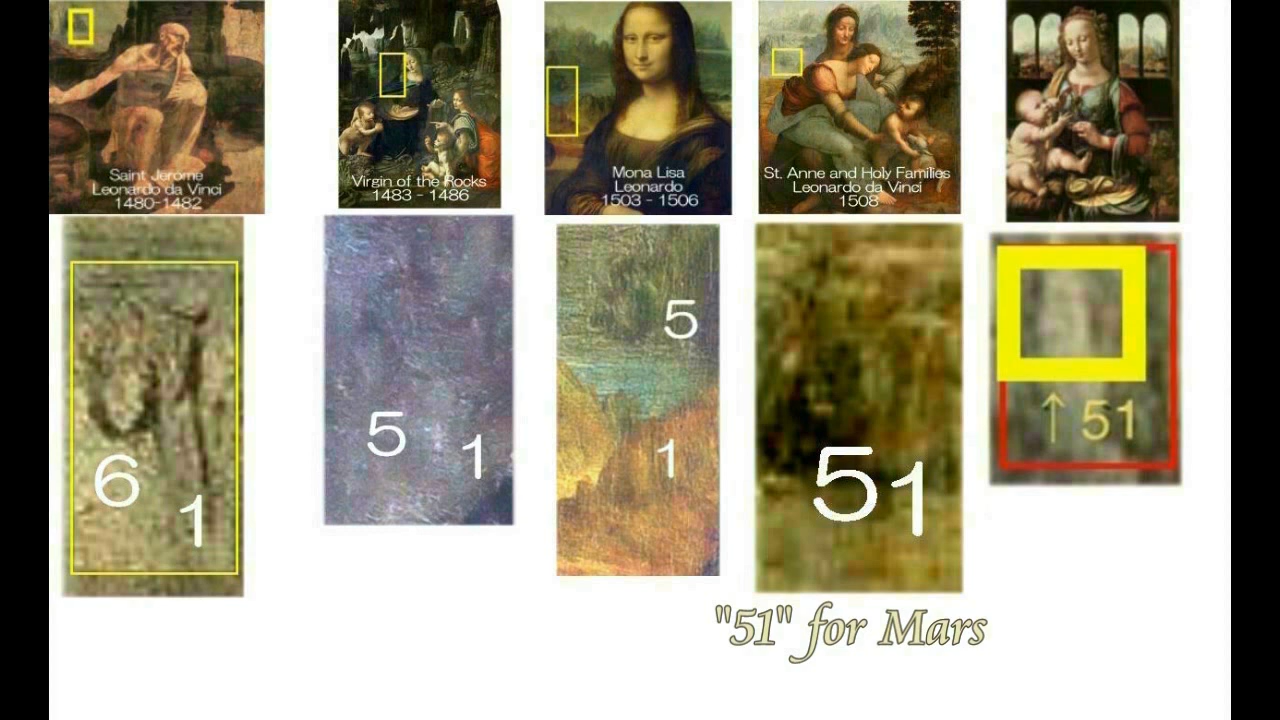 Saint Jerome
Leonardo da Vinci
1480-1482
Virgin of the Rocks
1483 - 1486
Mona Lisa
Leonardo
1503 - 1506
St. Anne and Holy Families
Leonardo da Vinci
1508
6
1
5
1
5
1
51
↑ 51
"51" for Mars